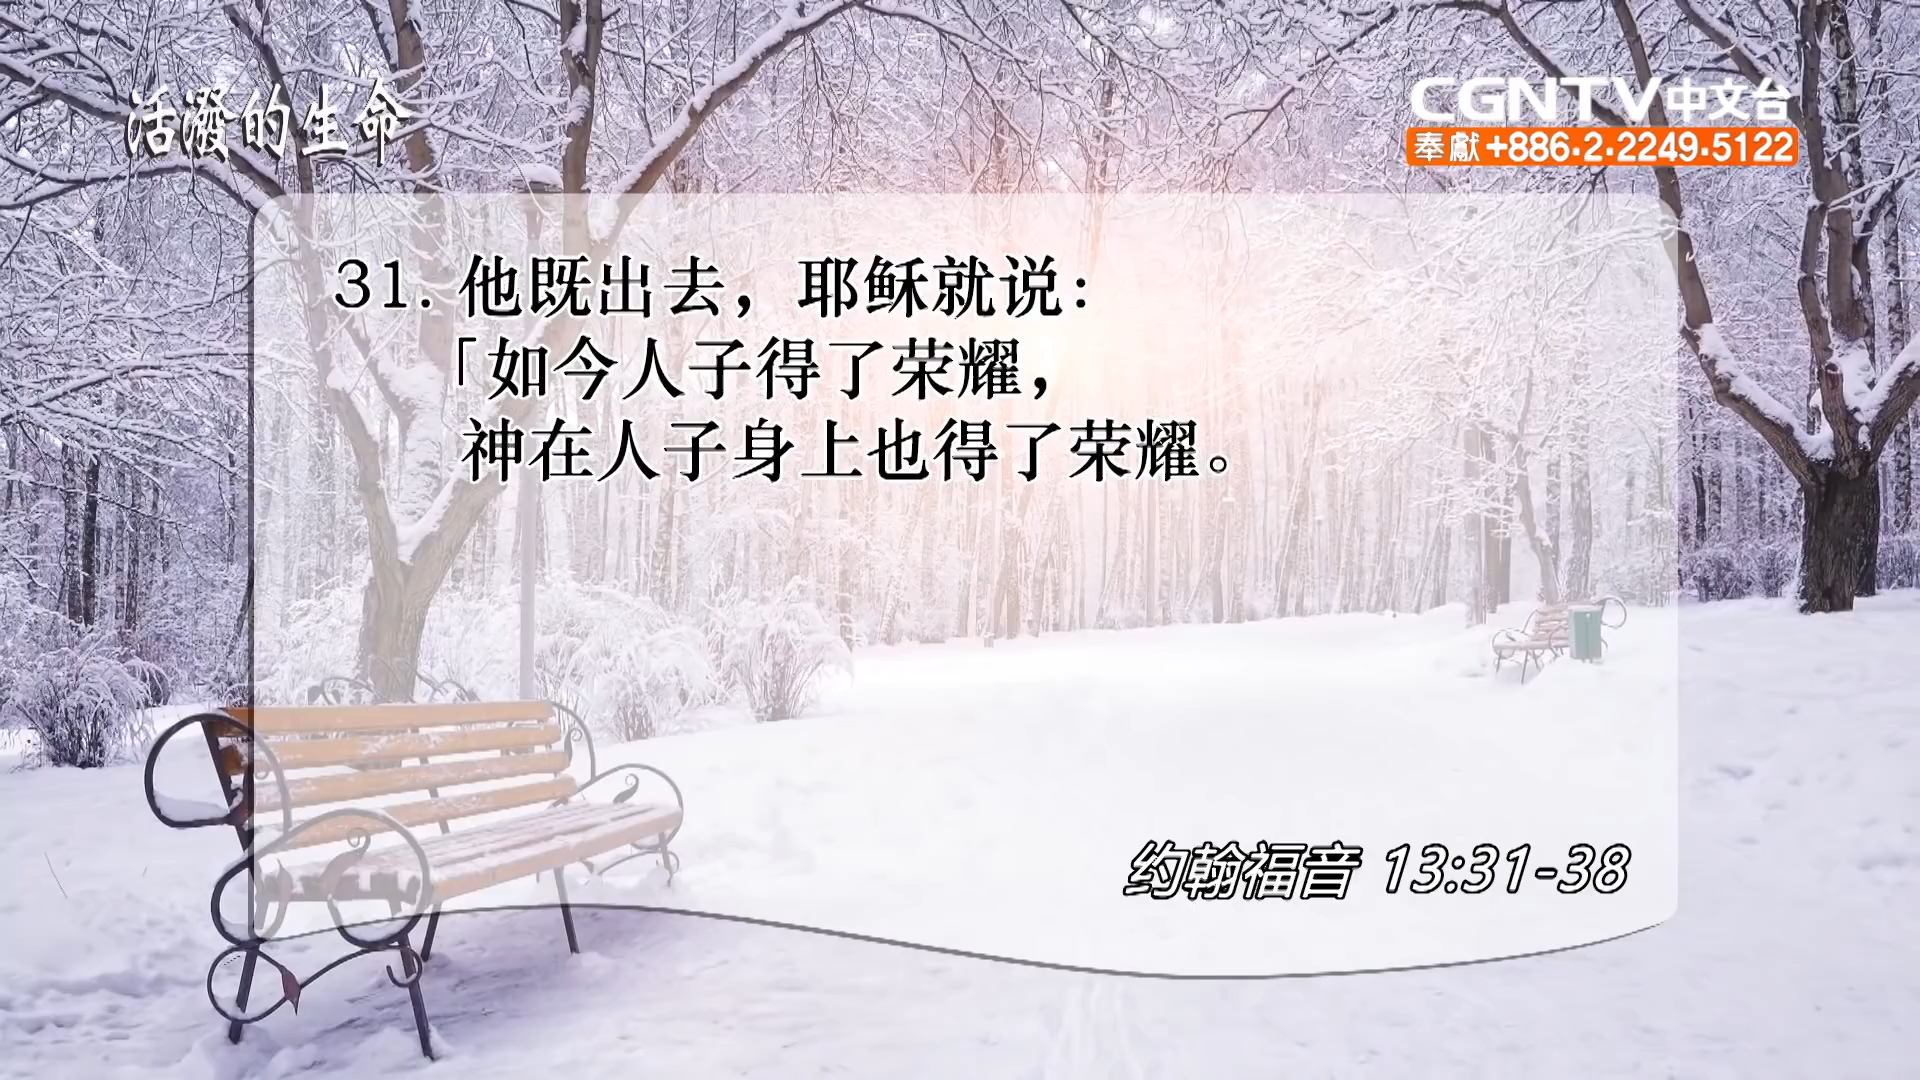 活潑的生命
CGNTV中文台
奉獻+886·2·2249·5122
31. 他既出去，耶稣就说：
「如今人子得了荣耀，
神在人子身上也得了荣耀。
约翰福音 13:31-38